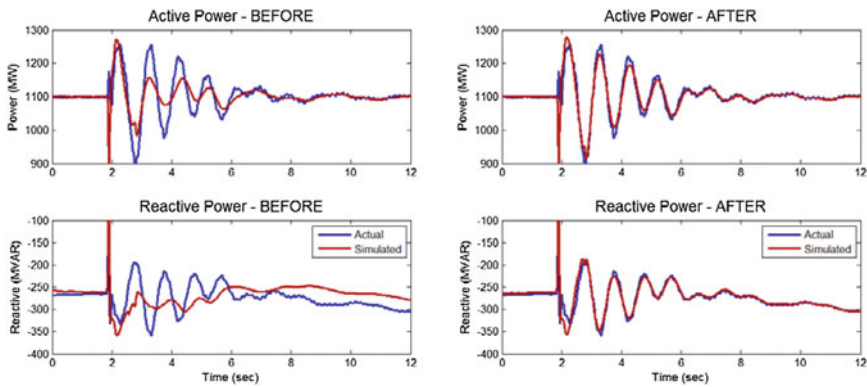 Active Power - BEFORE
1300
1200
1100
1000
900
Power (MW)
0 2 4 6 8 10 12
Active Power - AFTER
1300
1200
1100
1000
900
Power (MW)
0 2 4 6 8 10 12
Reactive Power - BEFORE
-100
-150
-200
-250
-300
-350
-400
Reactive (MVAR)
Actual
Simulated
0 2 4 6 8 10 12
Time (sec)
Reactive Power - AFTER
-100
-150
-200
-250
-300
-350
-400
Reactive (MVAR)
Actual
Simulated
0 2 4 6 8 10 12
Time (sec)